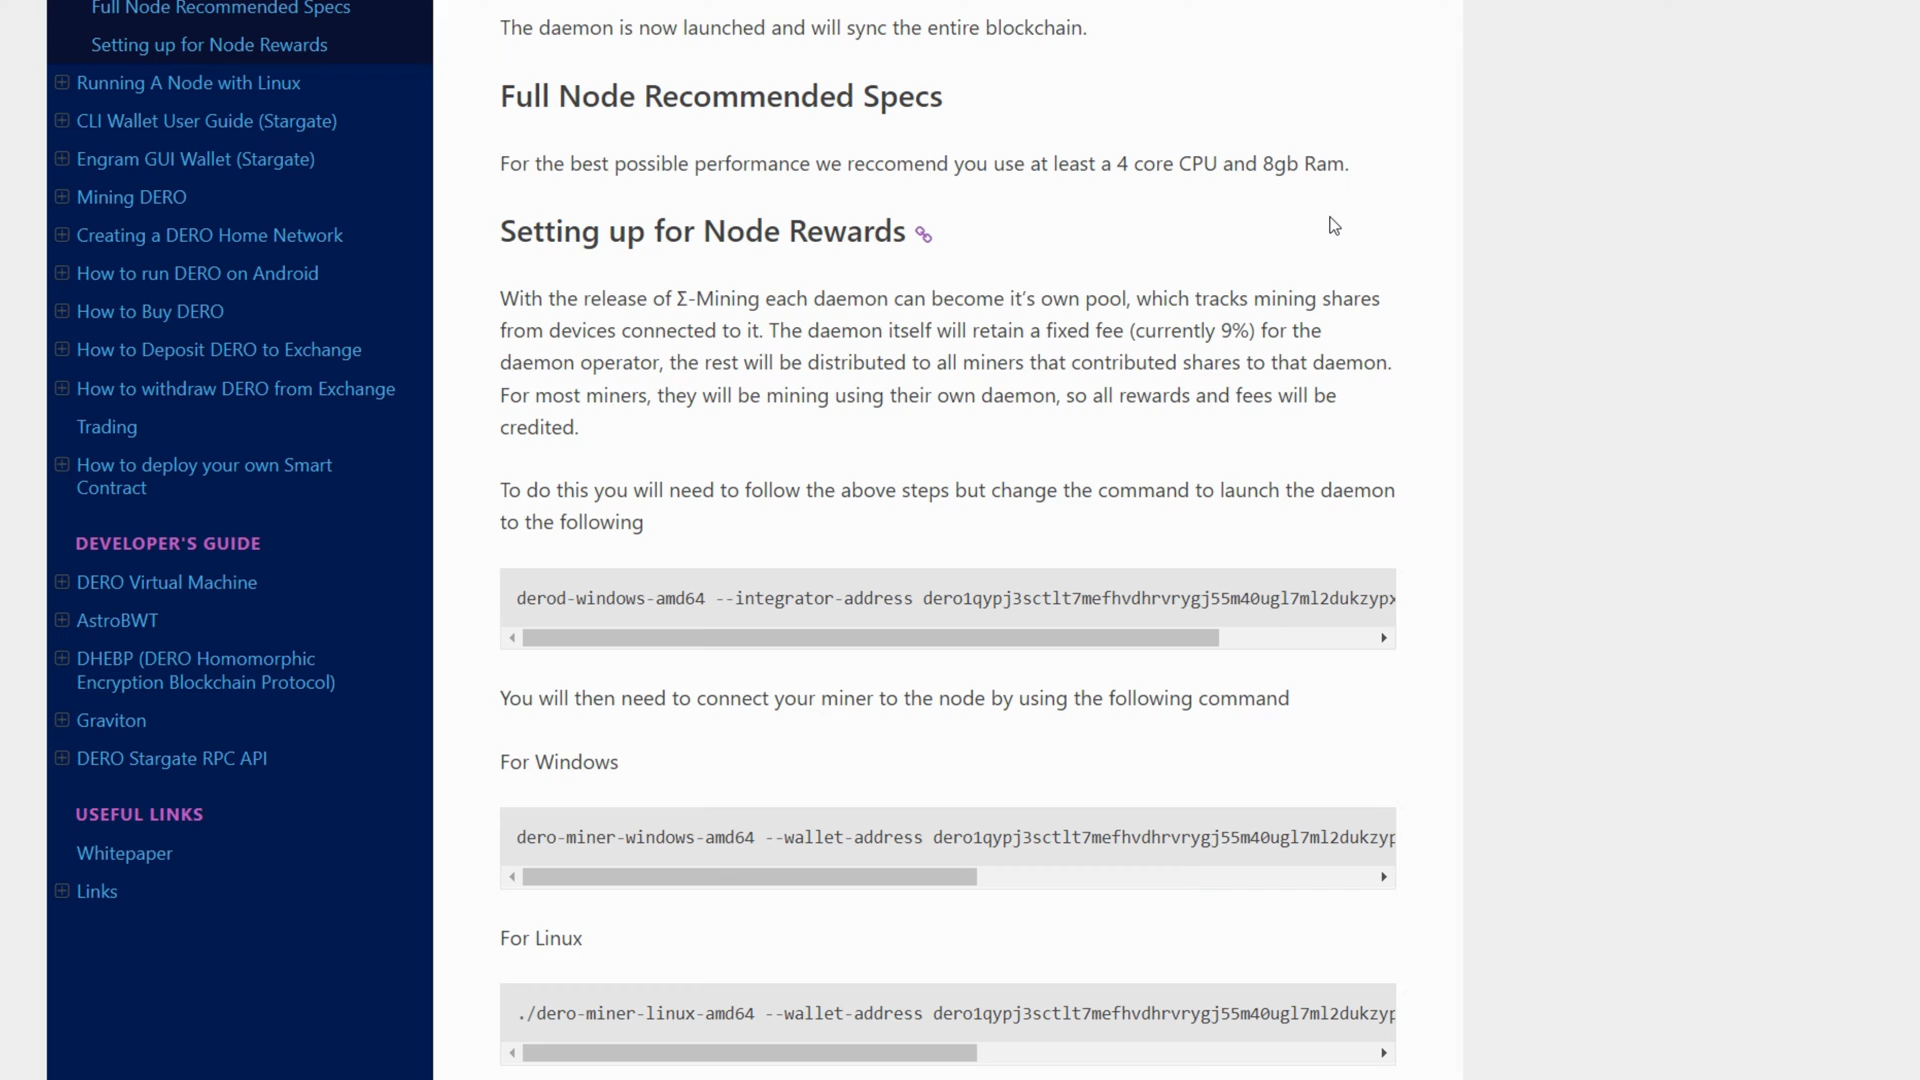 Full Node Recommended Specs
Setting up for Node Rewards
Running A Node with Linux
CLI Wallet User Guide (Stargate)
Engram GUI Wallet (Stargate)
Mining DERO
Creating a DERO Home Network
How to run DERO on Android
How to Buy DERO
How to Deposit DERO to Exchange
How to withdraw DERO from Exchange
Trading
How to deploy your own Smart
Contract
DEVELOPER'S GUIDE
DERO Virtual Machine
AstroBWT
DHEBP (DERO Homomorphic
Encryption Blockchain Protocol)
Graviton
DERO Stargate RPC API
USEFUL LINKS
Whitepaper
Links
The daemon is now launched and will sync the entire blockchain.
Full Node Recommended Specs
For the best possible performance we reccomend you use at least a 4 core CPU and 8gb Ram.
Setting up for Node Rewards
With the release of Σ-Mining each daemon can become it’s own pool, which tracks mining shares
from devices connected to it. The daemon itself will retain a fixed fee (currently 9%) for the
daemon operator, the rest will be distributed to all miners that contributed shares to that daemon.
For most miners, they will be mining using their own daemon, so all rewards and fees will be
credited.
To do this you will need to follow the above steps but change the command to launch the daemon
to the following
derod-windows-amd64 --integrator-address dero1qypj3sctlt7mefhvdhrvrygj55m40ugl7ml2dukzypx
You will then need to connect your miner to the node by using the following command
For Windows
dero-miner-windows-amd64 --wallet-address dero1qypj3sctlt7mefhvdhrvrygj55m40ugl7ml2dukzyp
For Linux
./dero-miner-linux-amd64 --wallet-address dero1qypj3sctlt7mefhvdhrvrygj55m40ugl7ml2dukzyp